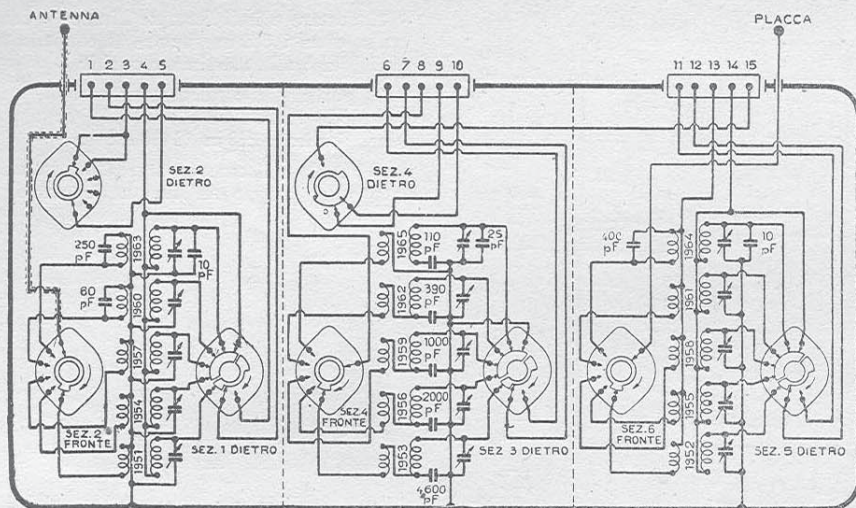 ANTENNA
PLACCA
1 2 3 4 5
6 7 8 9 10
11 12 13 14 15
SEZ. 2
DIETRO
SEZ. 4
DIETRO
250
pF
1963
10
pF
60
pF
1960
1957
1954
1951
SEZ. 2
FRONTE
SEZ. 1 DIETRO
1965
110
pF
25
pF
1962
390
pF
1959
1000
pF
1956
2000
pF
1953
4600
pF
SEZ. 4
FRONTE
SEZ 3 DIETRO
400
pF
1964
10
pF
1961
1958
1955
1952
SEZ. 6
FRONTE
SEZ. 5 DIETRO